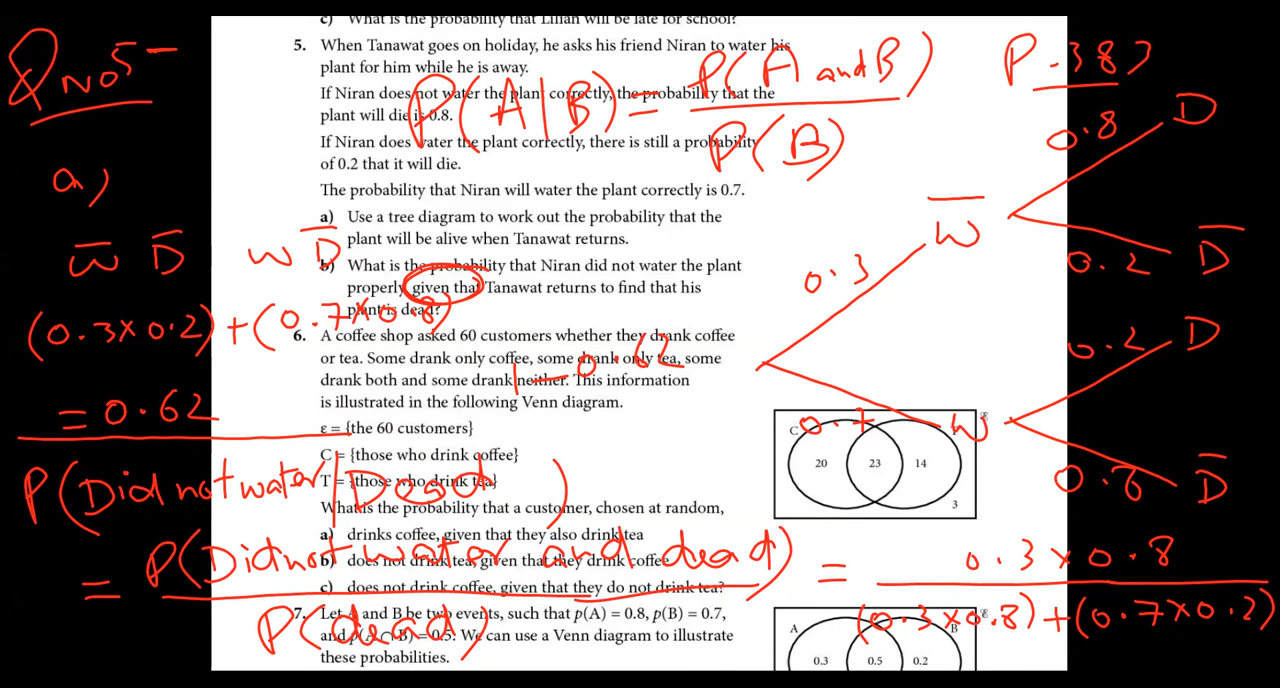 c) What is the probability that Lilian will be late for school?
5. When Tanawat goes on holiday, he asks his friend Niran to water his
plant for him while he is away.
If Niran does not water the plant correctly, the probability that the
plant will die is 0.8.
If Niran does water the plant correctly, there is still a probability
of 0.2 that it will die.
The probability that Niran will water the plant correctly is 0.7.
a) Use a tree diagram to work out the probability that the
plant will be alive when Tanawat returns.
b) What is the probability that Niran did not water the plant
properly given that Tanawat returns to find that his
plant is dead?
6. A coffee shop asked 60 customers whether they drank coffee
or tea. Some drank only coffee, some drank only tea, some
drank both and some drank neither. This information
is illustrated in the following Venn diagram.
ε = {the 60 customers}
C = {those who drink coffee}
T = {those who drink tea}
What is the probability that a customer, chosen at random,
a) drinks coffee, given that they also drink tea
b) does not drink tea, given that they drink coffee
c) does not drink coffee, given that they do not drink tea?
7. Let A and B be two events, such that p(A) = 0.8, p(B) = 0.7,
and p(A ∩ B) = 0.5. We can use a Venn diagram to illustrate
these probabilities.
C
20
23
14
3
ε
A
B
ε
0.3
0.5
0.2
Q No 5-
a,
W̅ D̅ W D̅
(0.3×0.2)+(0.7×0.8)
= 0.62
1-0.62
P(A|B) = P(A and B)
P(B)
P.383
0.3
W̅
0.8
D
0.2
D̅
0.7
W
0.2
D
0.8
D̅
P(Did not water/Dead)
= P(Did not water and dead)
P(dead)
= 0.3×0.8
(0.3×0.8)+(0.7×0.2)